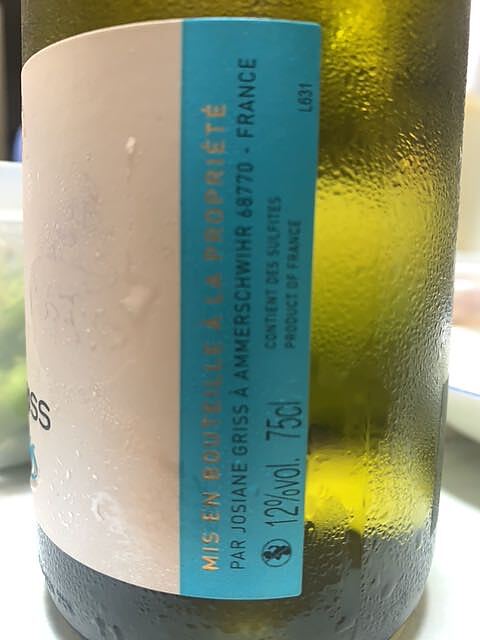 MIS EN BOUTEILLE À LA PROPRIÉTÉ
PAR JOSIANE GRISS À AMMERSCHWIHR 68770 - FRANCE
12%vol. 75cl
CONTIENT DES SULFITES
PRODUCT OF FRANCE
L631